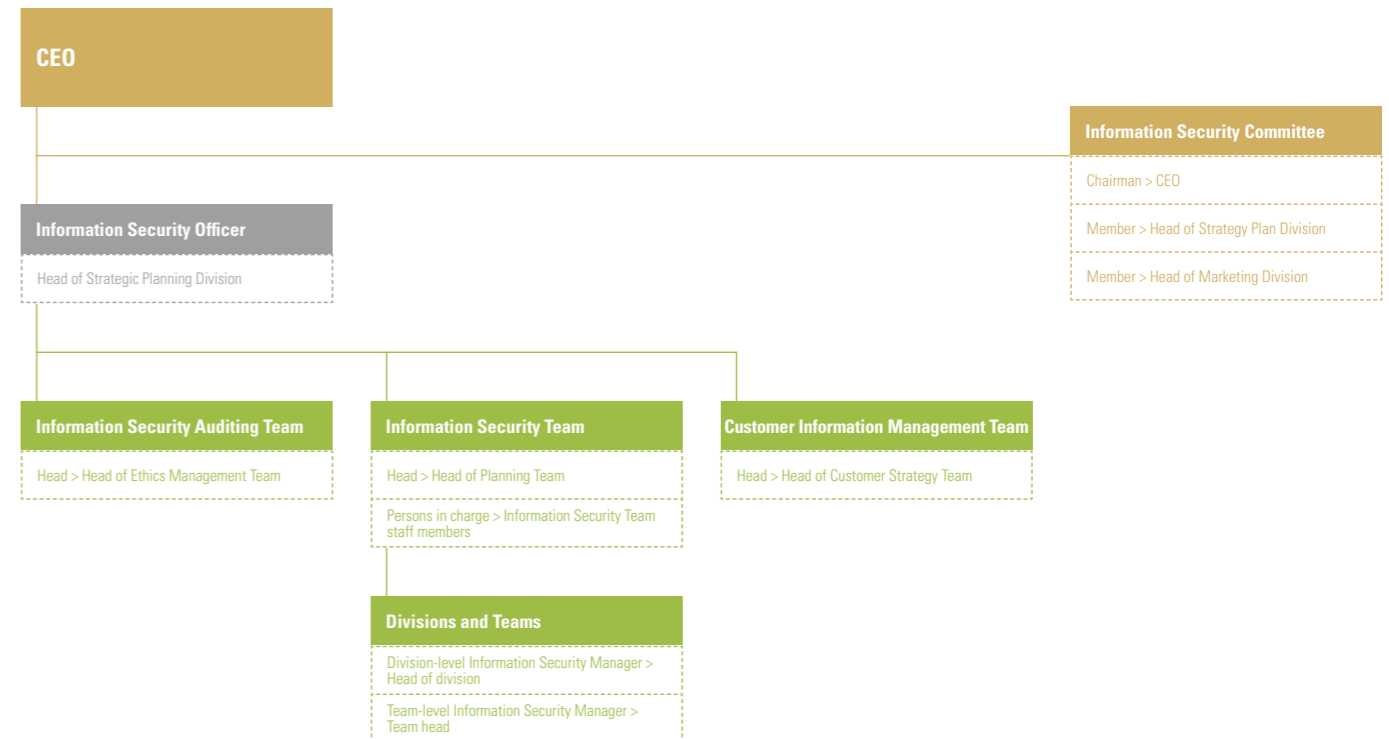 CEO
Information Security Committee
Chairman > CEO
Member > Head of Strategy Plan Division
Member > Head of Marketing Division
Information Security Officer
Head of Strategic Planning Division
Information Security Auditing Team
Head > Head of Ethics Management Team
Information Security Team
Head > Head of Planning Team
Persons in charge > Information Security Team
staff members
Customer Information Management Team
Head > Head of Customer Strategy Team
Divisions and Teams
Division-level Information Security Manager >
Head of division
Team-level Information Security Manager >
Team head